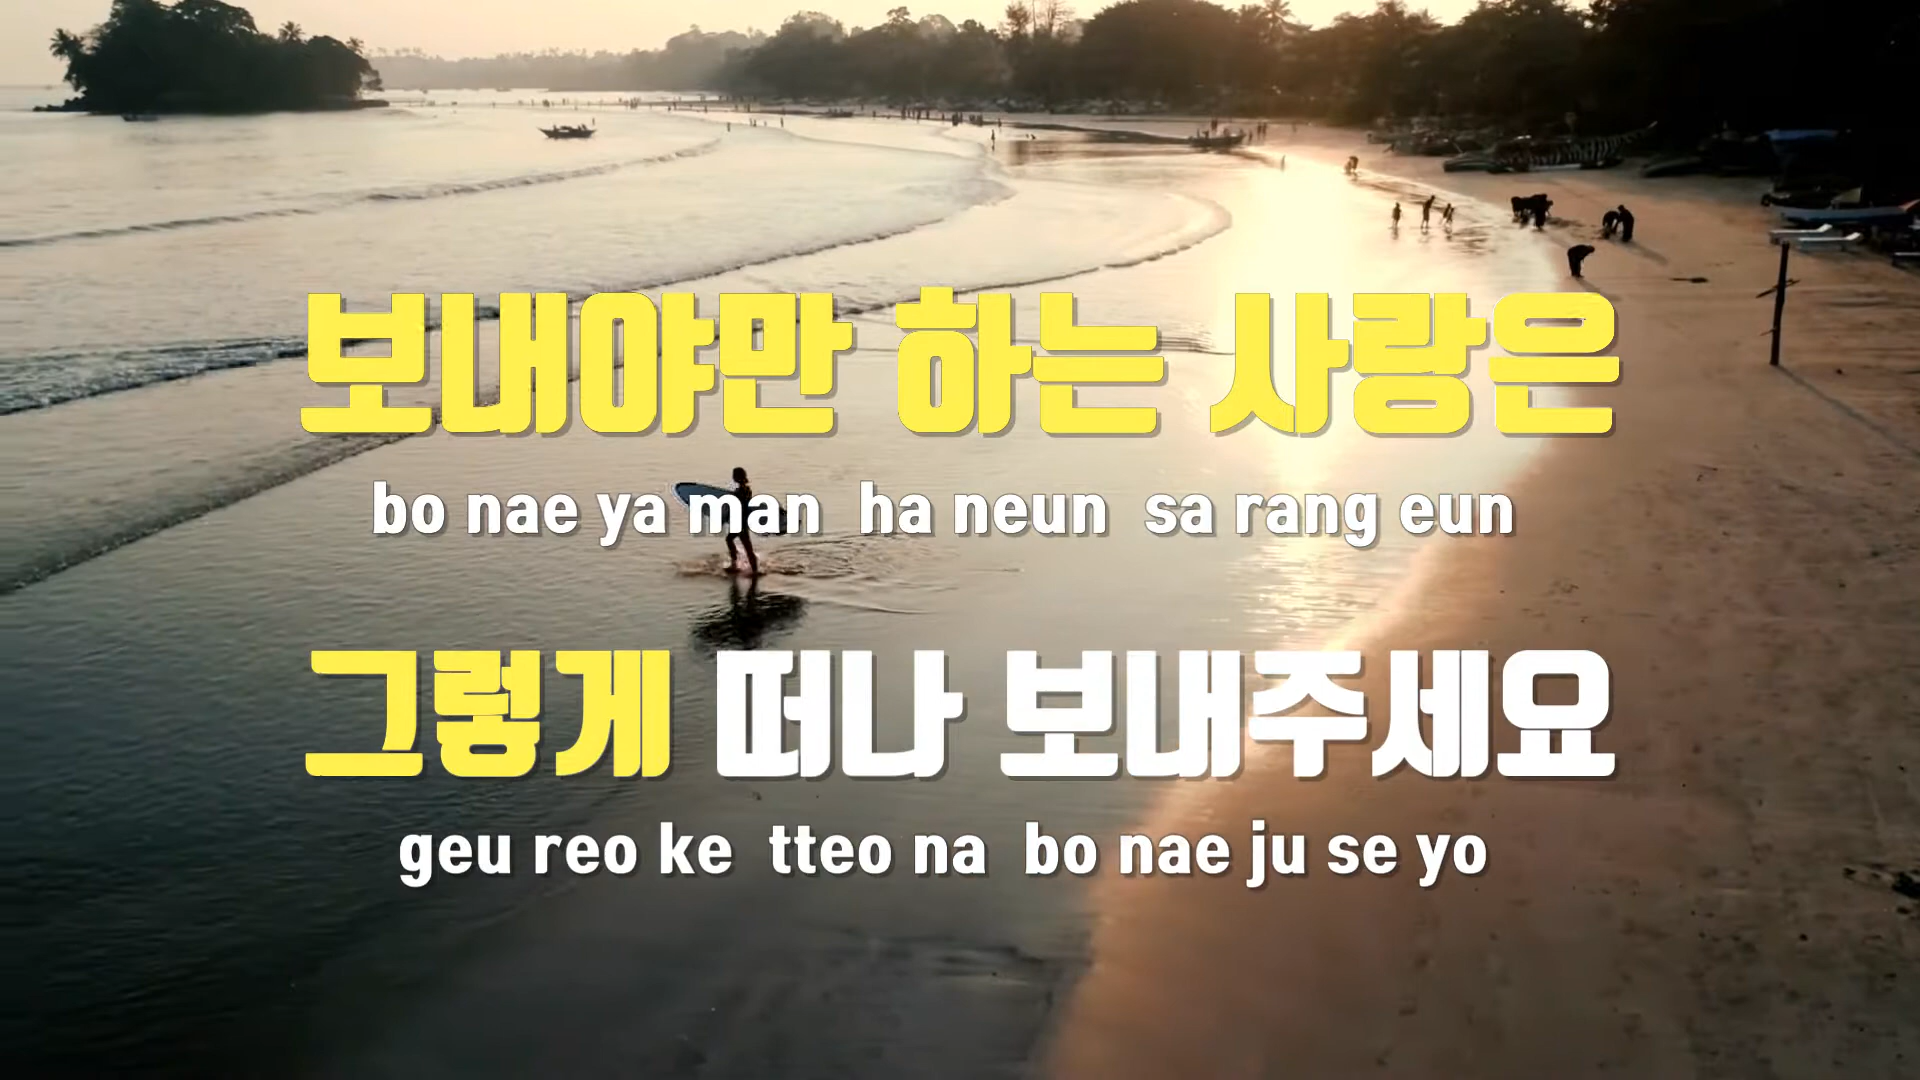 보내야만 하는 사랑은
bo nae ya man ha neun sa rang eun
그렇게 떠나 보내주세요
geu reo ke tteo na bo nae ju se yo